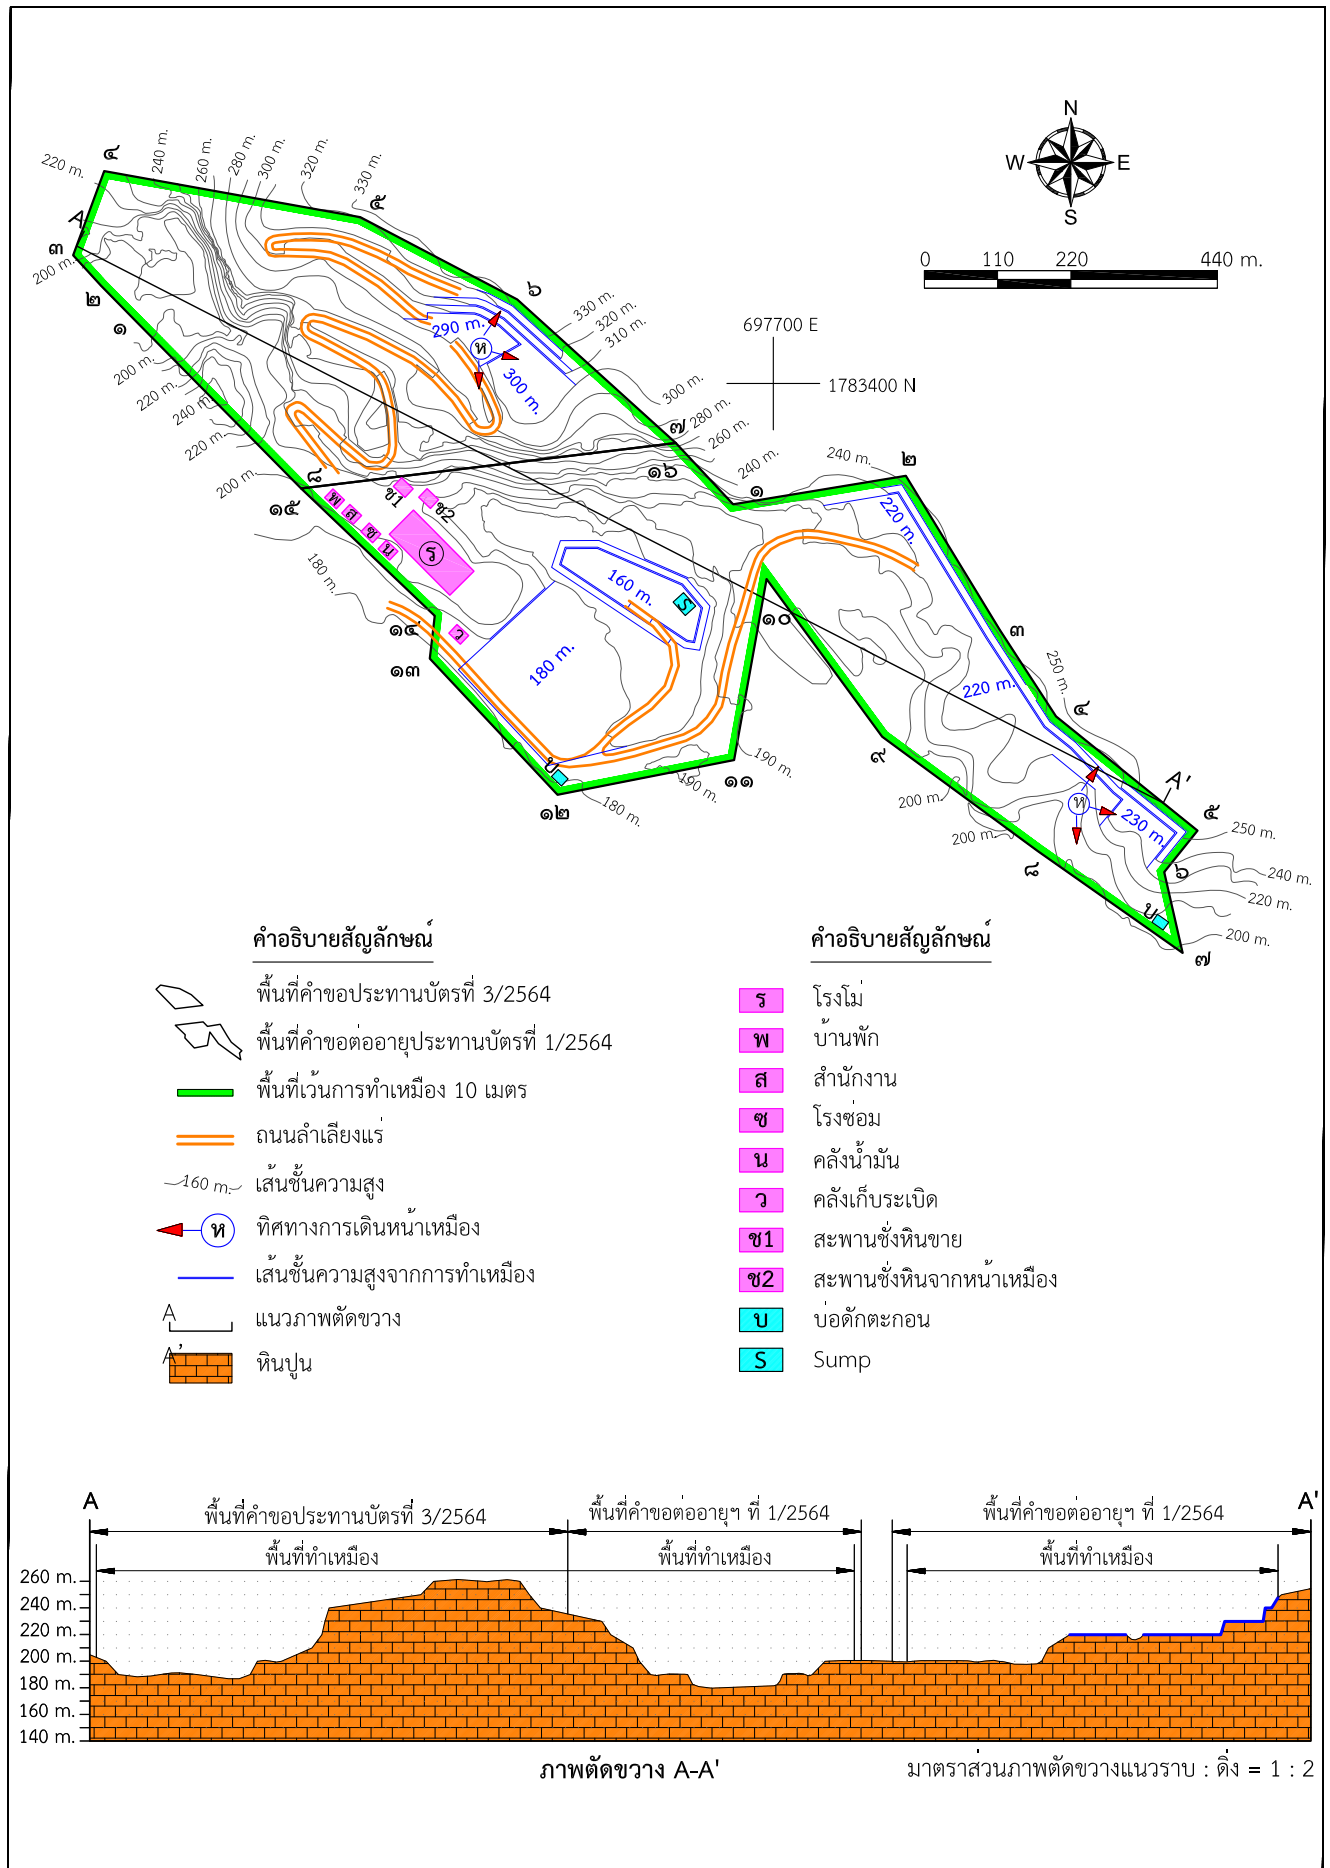 N
W E
S
0 110 220 440 m.
697700 E
1783400 N
220 m.
๔
240 m.
260 m.
280 m.
300 m.
320 m.
330 m.
๕
A
๓
200 m.
๒
๑
๖
290 m.
ห
300 m.
330 m.
320 m.
310 m.
200 m.
220 m.
240 m.
220 m.
200 m.
300 m.
280 m.
260 m.
240 m.
๗
๑๖
๑
240 m.
๒
๘
๑๕
พ
ส
ซ
น
ช1
ช2
ร
180 m.
160 m.
S
220 m.
๑๔
ว
๑๓
180 m.
๑๐
๓
220 m.
250 m.
๔
บ
๑๒
180 m.
190 m.
190 m.
๑๑
๙
200 m.
200 m.
ห
A'
๕
230 m.
250 m.
240 m.
220 m.
200 m.
๖
๘
บ
๗
คำอธิบายสัญลักษณ์
พื้นที่คำขอประทานบัตรที่ 3/2564
พื้นที่คำขอต่ออายุประทานบัตรที่ 1/2564
พื้นที่เว้นการทำเหมือง 10 เมตร
ถนนลำเลียงแร่
160 m. เส้นชั้นความสูง
ห ทิศทางการเดินหน้าเหมือง
เส้นชั้นความสูงจากการทำเหมือง
A A' แนวภาพตัดขวาง
หินปูน
คำอธิบายสัญลักษณ์
ร โรงโม่
พ บ้านพัก
ส สำนักงาน
ซ โรงซ่อม
น คลังน้ำมัน
ว คลังเก็บระเบิด
ช1 สะพานชั่งหินขาย
ช2 สะพานชั่งหินจากหน้าเหมือง
บ บ่อดักตะกอน
S Sump
A A'
พื้นที่คำขอประทานบัตรที่ 3/2564 พื้นที่คำขอต่ออายุฯ ที่ 1/2564 พื้นที่คำขอต่ออายุฯ ที่ 1/2564
พื้นที่ทำเหมือง พื้นที่ทำเหมือง พื้นที่ทำเหมือง
260 m.
240 m.
220 m.
200 m.
180 m.
160 m.
140 m.
ภาพตัดขวาง A-A' มาตราส่วนภาพตัดขวางแนวราบ : ดิ่ง = 1 : 2